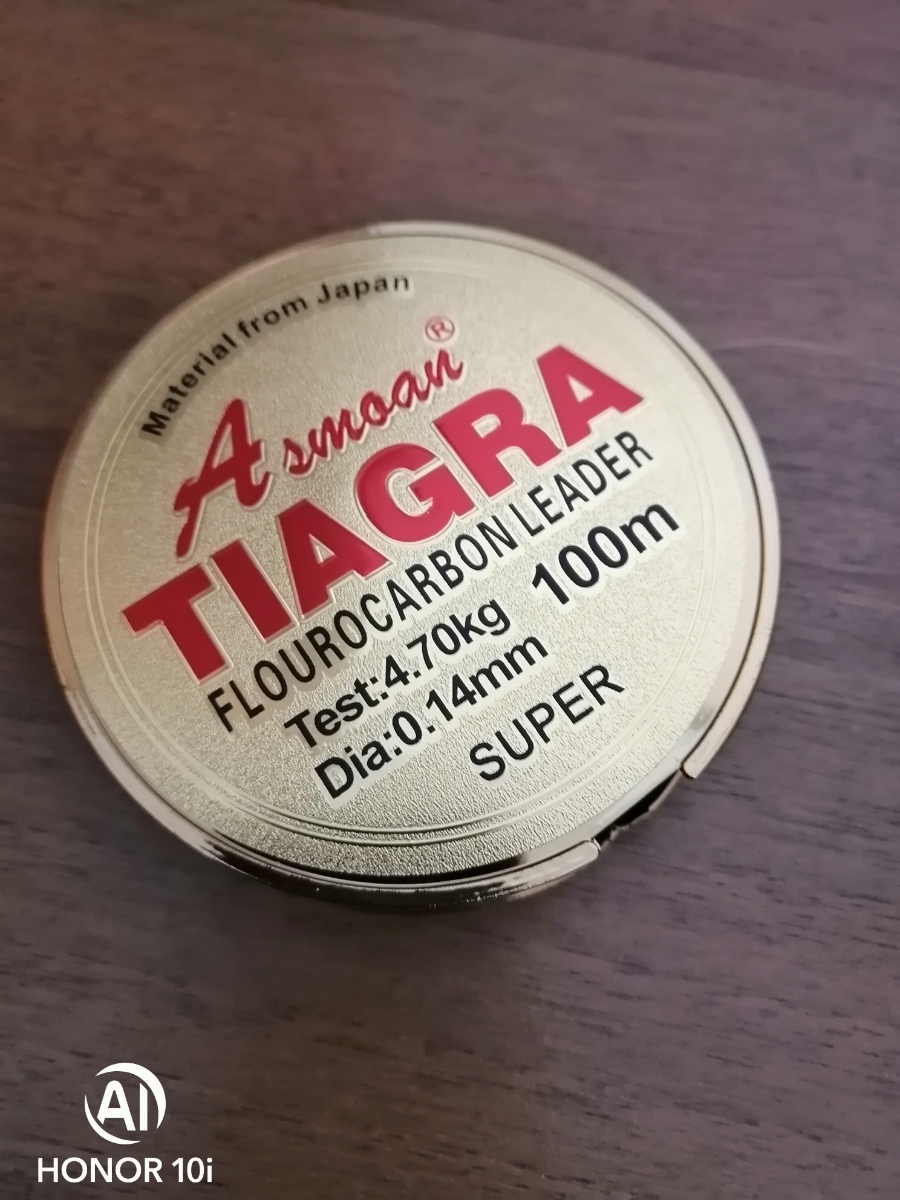 Material from Japan
Asmoan®
TIAGRA
FLOUROCARBON LEADER
Test:4.70kg 100m
Dia:0.14mm
SUPER
AI
HONOR 10i